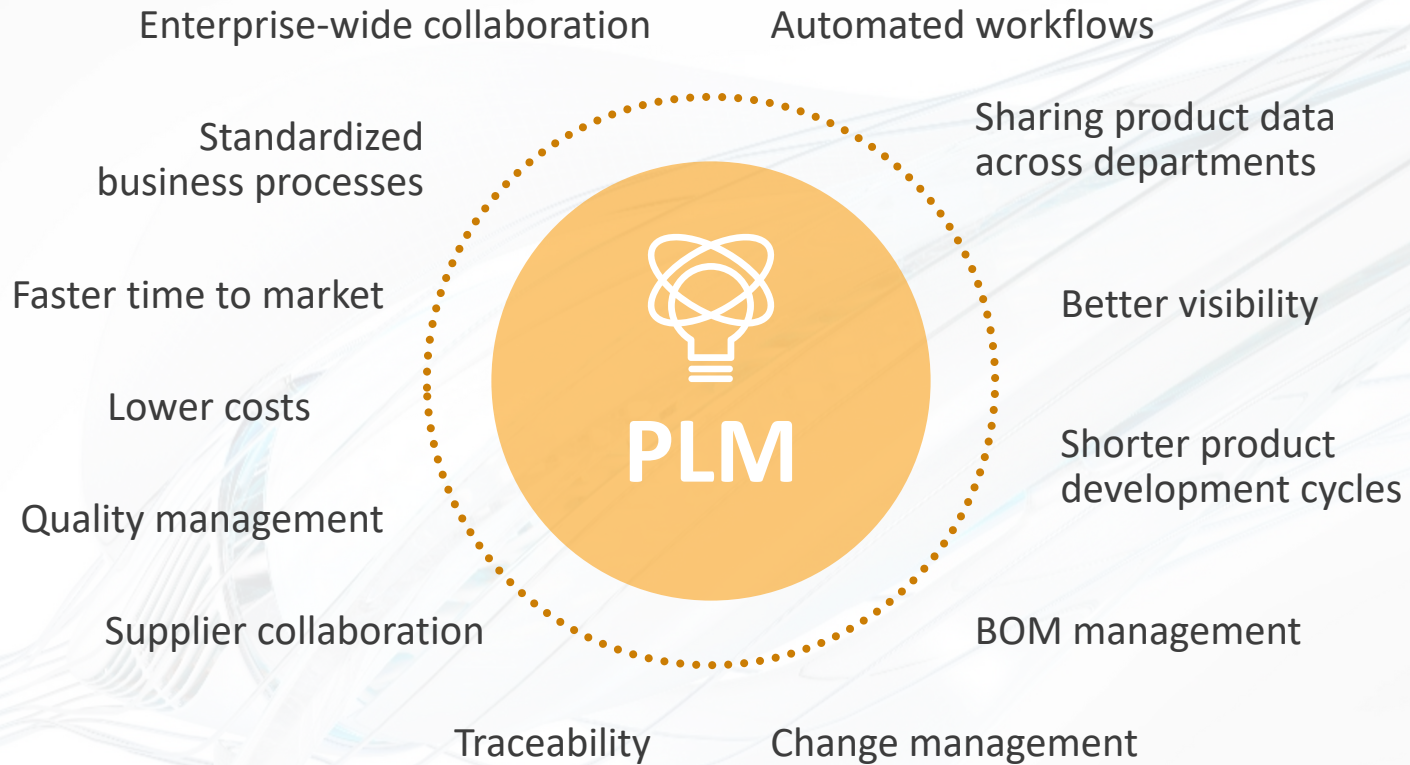 Enterprise-wide collaboration
Automated workflows
Standardized
business processes
Sharing product data
across departments
Faster time to market
Better visibility
Lower costs
PLM
Shorter product
development cycles
Quality management
Supplier collaboration
BOM management
Traceability
Change management